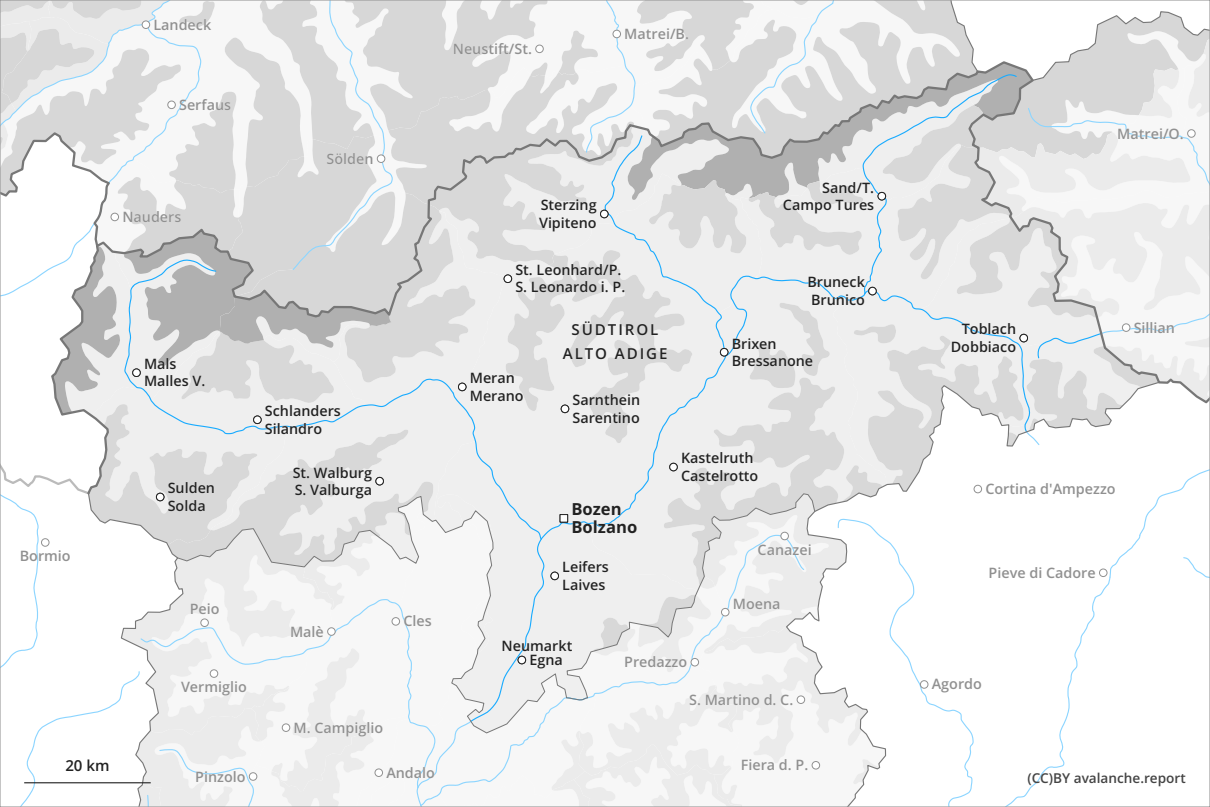 Landeck
Matrei/B.
Neustift/St.
Serfaus
Matrei/O.
Sölden
Sand/T.
Campo Tures
Nauders
Sterzing
Vipiteno
St. Leonhard/P.
S. Leonardo i. P.
Bruneck
Brunico
SÜDTIROL
ALTO ADIGE
Toblach
Dobbiaco
Sillian
Brixen
Bressanone
Mals
Malles V.
Meran
Merano
Sarnthein
Sarentino
Schlanders
Silandro
Kastelruth
Castelrotto
St. Walburg
S. Valburga
Sulden
Solda
Cortina d'Ampezzo
Bozen
Bolzano
Bormio
Canazei
Leifers
Laives
Pieve di Cadore
Peio
Moena
Malè
Cles
Neumarkt
Egna
Predazzo
Vermiglio
Agordo
S. Martino d. C.
M. Campiglio
20 km
Fiera d. P.
Pinzolo
Andalo
(CC)BY avalanche.report